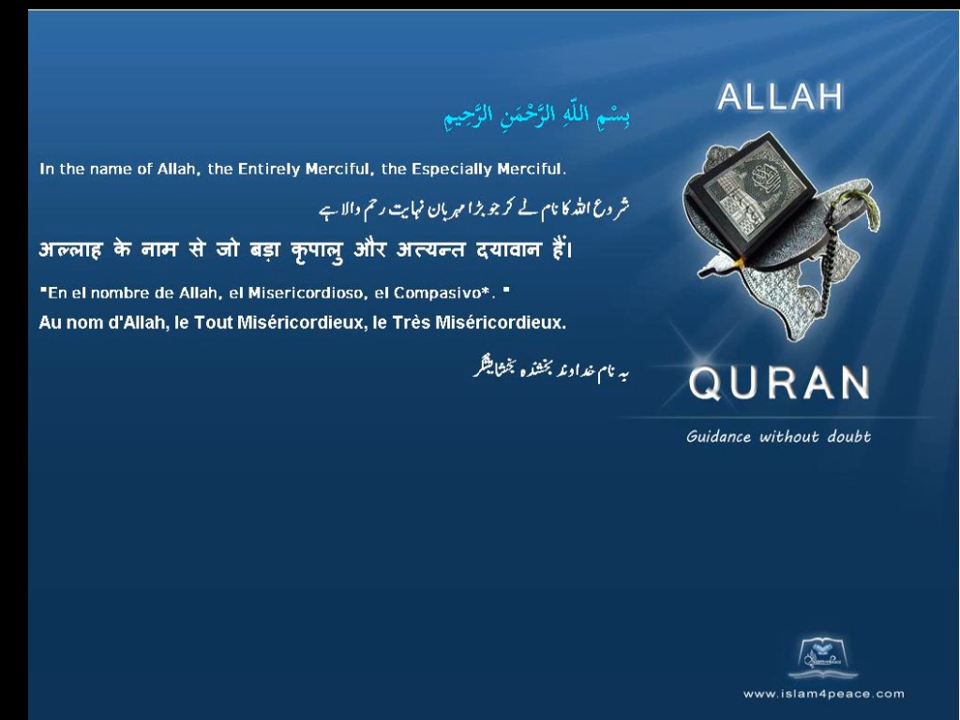 بِسْمِ اللَّهِ الرَّحْمَنِ الرَّحِيمِ
In the name of Allah, the Entirely Merciful, the Especially Merciful.
شروع الله کا نام لے کر جو بڑا مہربان نہایت رحم والا ہے
अल्लाह के नाम से जो बड़ा कृपालु और अत्यन्त दयावान हैं।
"En el nombre de Allah, el Misericordioso, el Compasivo*. "
Au nom d'Allah, le Tout Miséricordieux, le Très Miséricordieux.
به نام خداوند بخشنده بخشایشگر
ALLAH
QURAN
Guidance without doubt
www.islam4peace.com